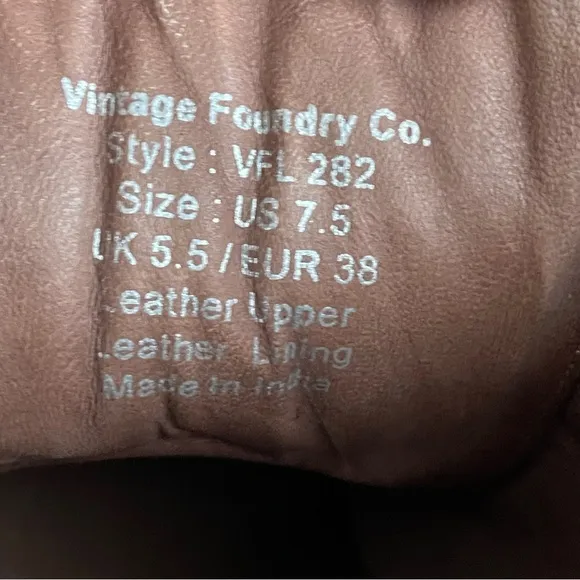 Vintage Foundry Co.
Style : VFL 282
Size : US 7.5
UK 5.5 / EUR 38
Leather Upper
Leather Lining
Made In India